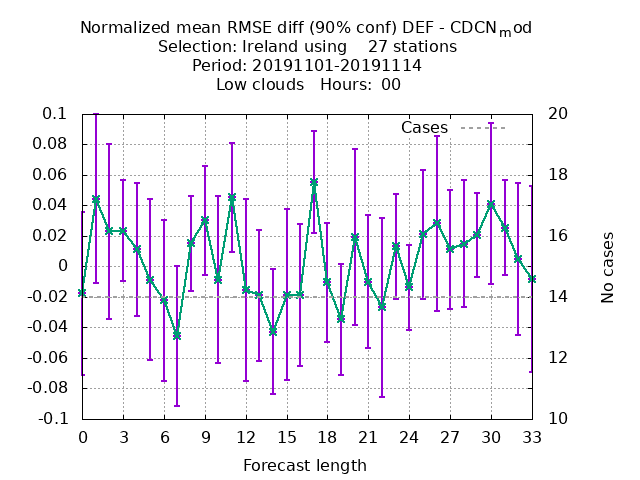 Normalized mean RMSE diff (90% conf) DEF - CDCNmod
Selection: Ireland using 27 stations
Period: 20191101-20191114
Low clouds Hours: 00
Cases
0.1
0.08
0.06
0.04
0.02
0
-0.02
-0.04
-0.06
-0.08
-0.1
20
18
16
14
12
10
No cases
0 3 6 9 12 15 18 21 24 27 30 33
Forecast length